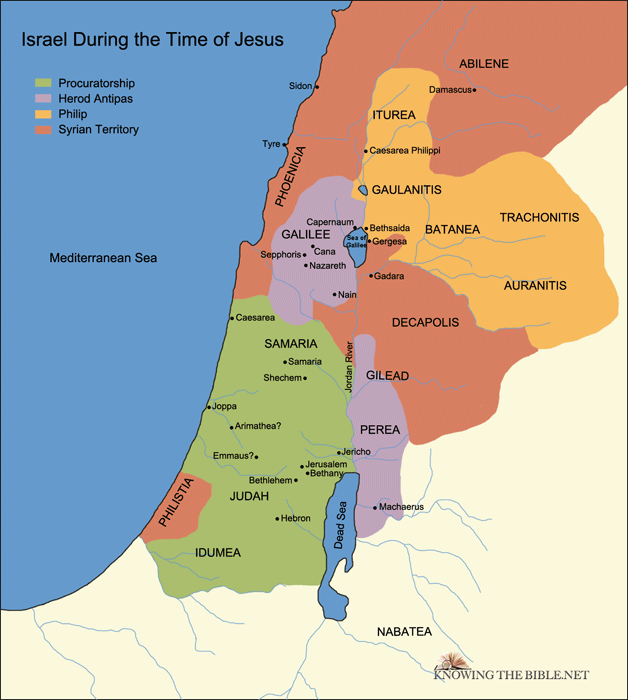 Israel During the Time of Jesus
Procuratorship
Herod Antipas
Philip
Syrian Territory
ABILENE
Sidon
Damascus
ITUREA
Tyre
Caesarea Philippi
PHOENICIA
GAULANITIS
TRACHONITIS
Capernaum
Bethsaida
BATANEA
GALILEE
Sea of
Galilee
Gergesa
Cana
Sepphoris
Nazareth
Mediterranean Sea
Gadara
AURANITIS
Nain
Caesarea
DECAPOLIS
SAMARIA
Jordan River
Samaria
GILEAD
Shechem
Joppa
Arimathea?
PEREA
Emmaus?
Jericho
Jerusalem
Bethany
Bethlehem
PHILISTIA
JUDAH
Machaerus
Hebron
Dead Sea
IDUMEA
NABATEA
KNOWING THE BIBLE.NET